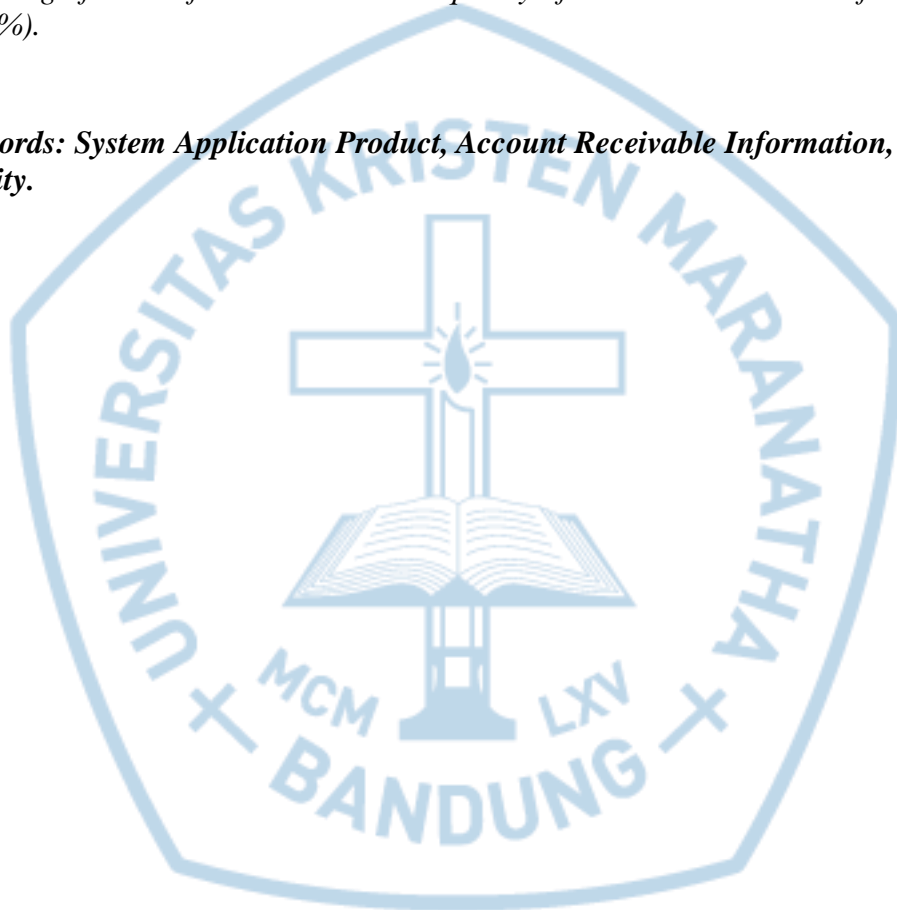 %).
ords: System Application Product, Account Receivable Information,
ity.
UNIVERSITAS KRISTEN MARANATHA
MCM LXV
BANDUNG